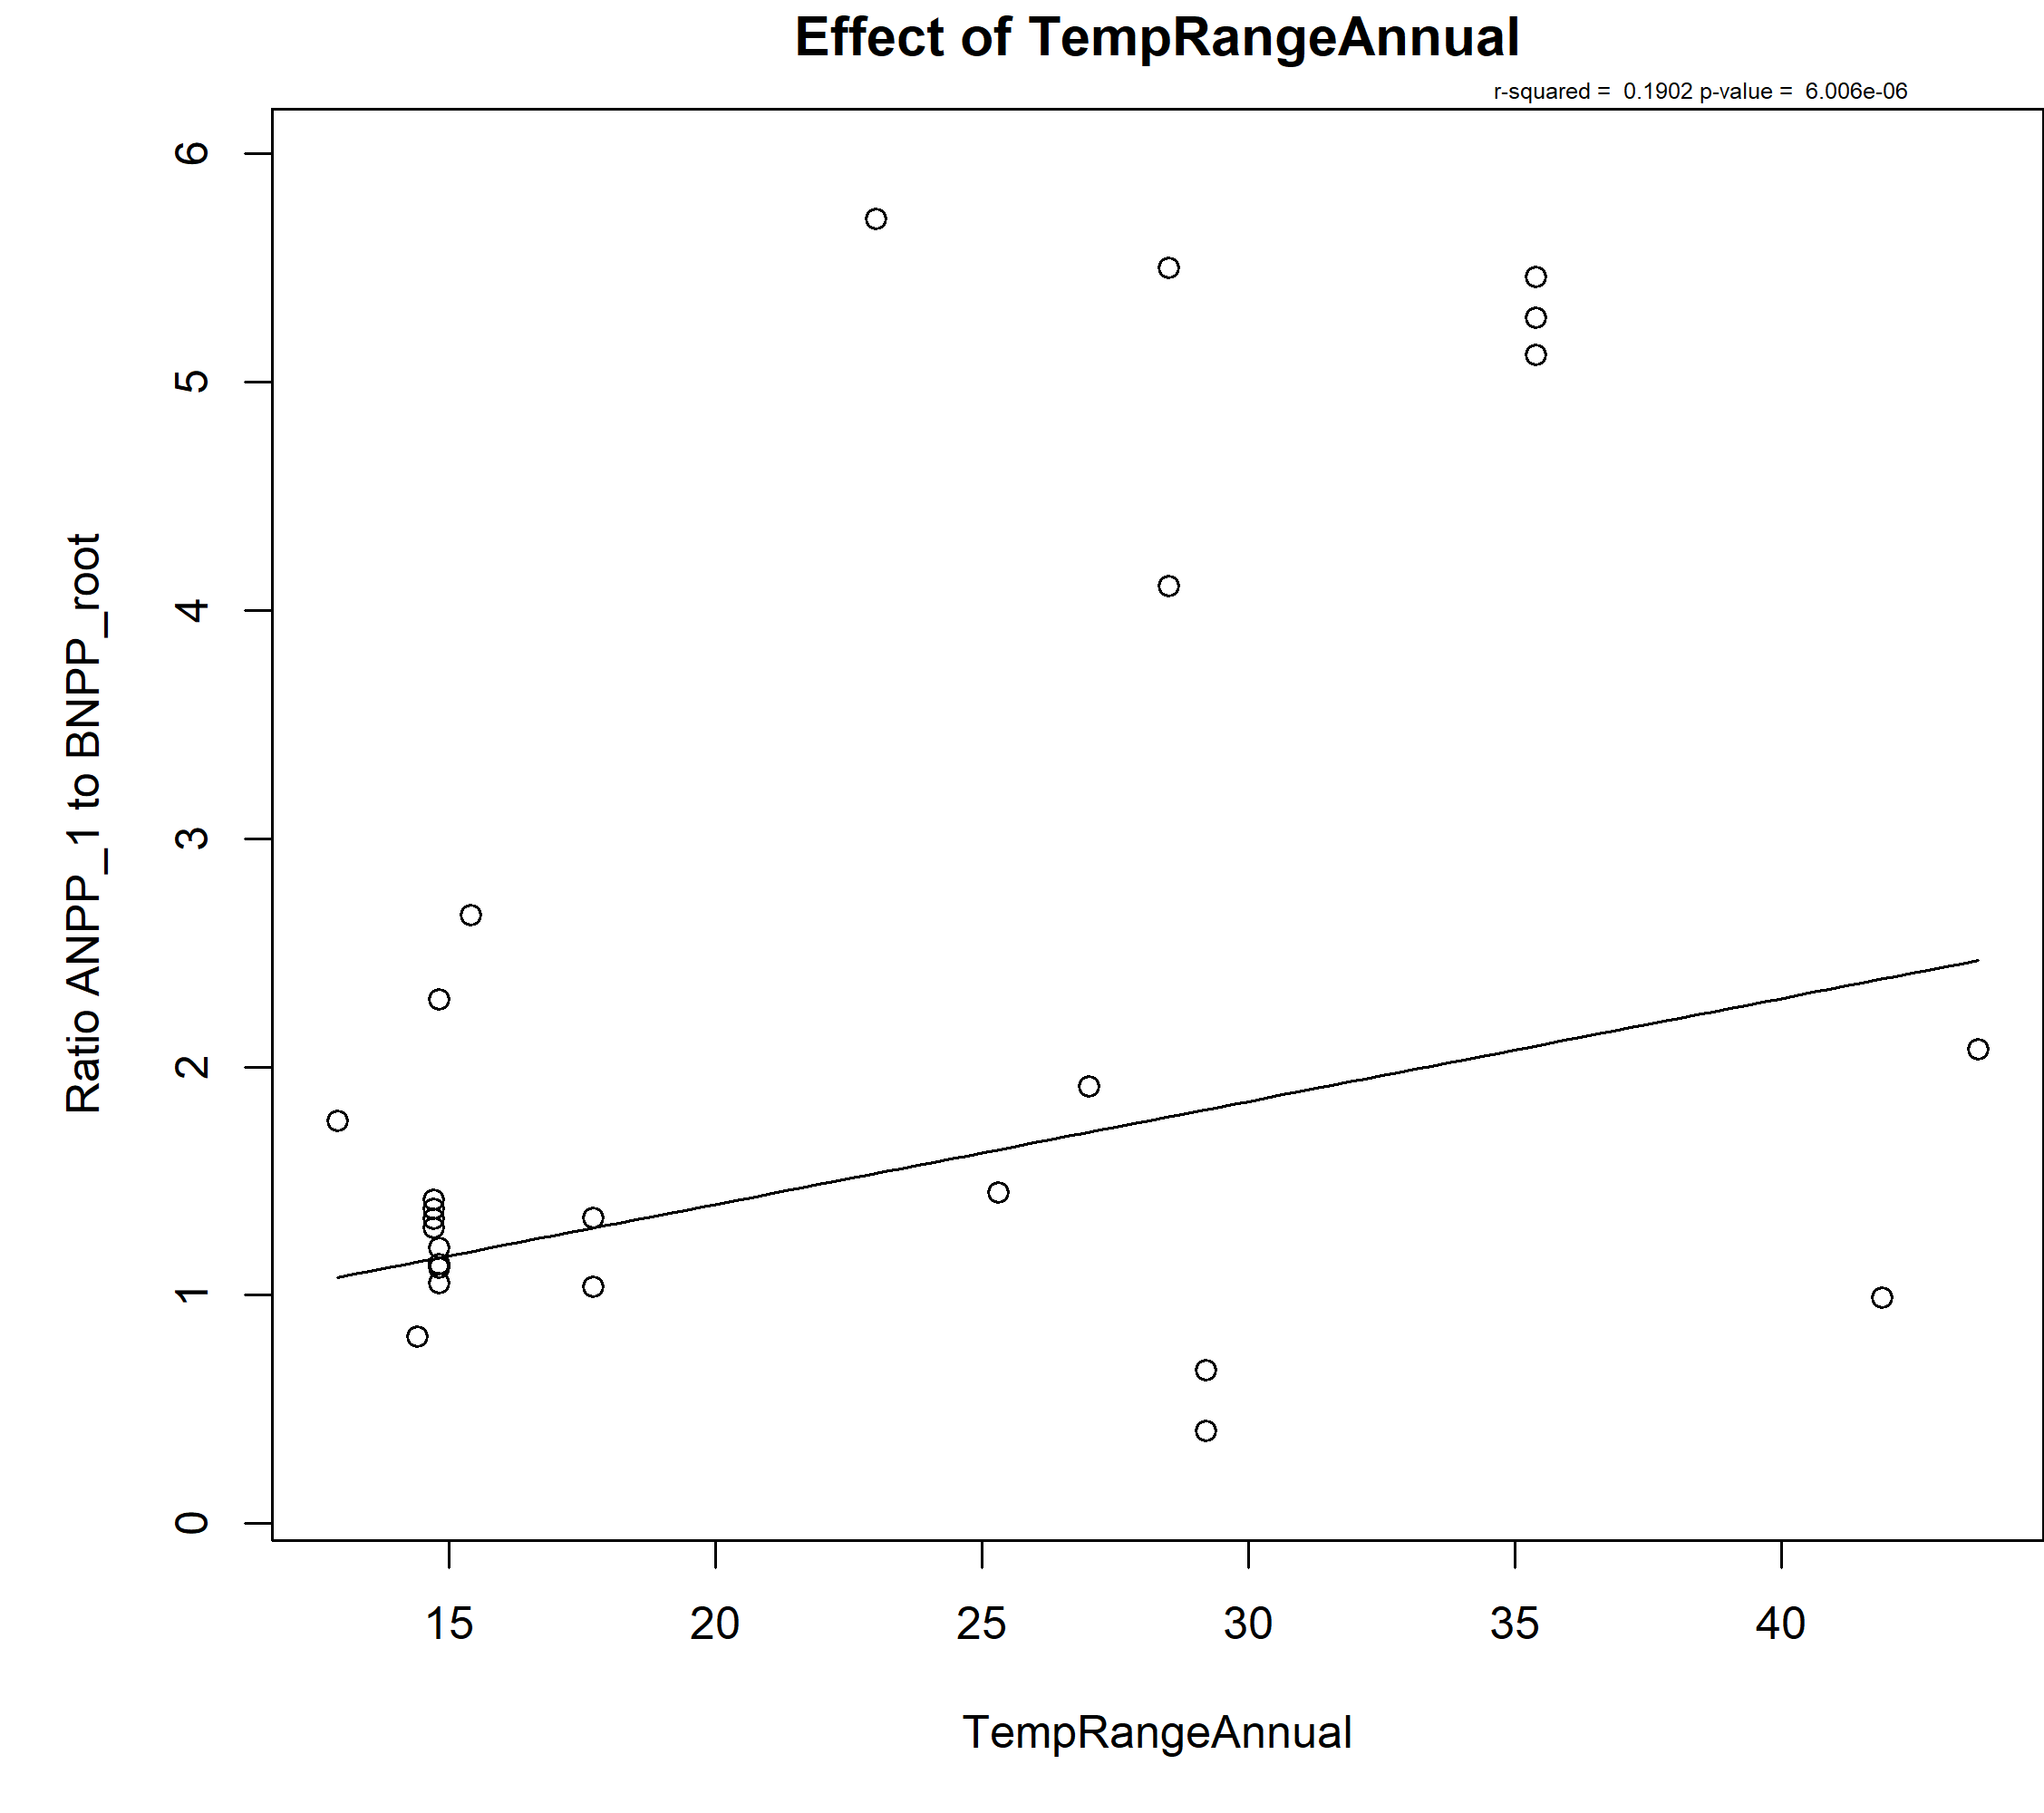 Effect of TempRangeAnnual
r-squared =  0.1902 p-value =  6.006e-06
Ratio ANPP_1 to BNPP_root
6
5
4
3
2
1
0
15 20 25 30 35 40
TempRangeAnnual